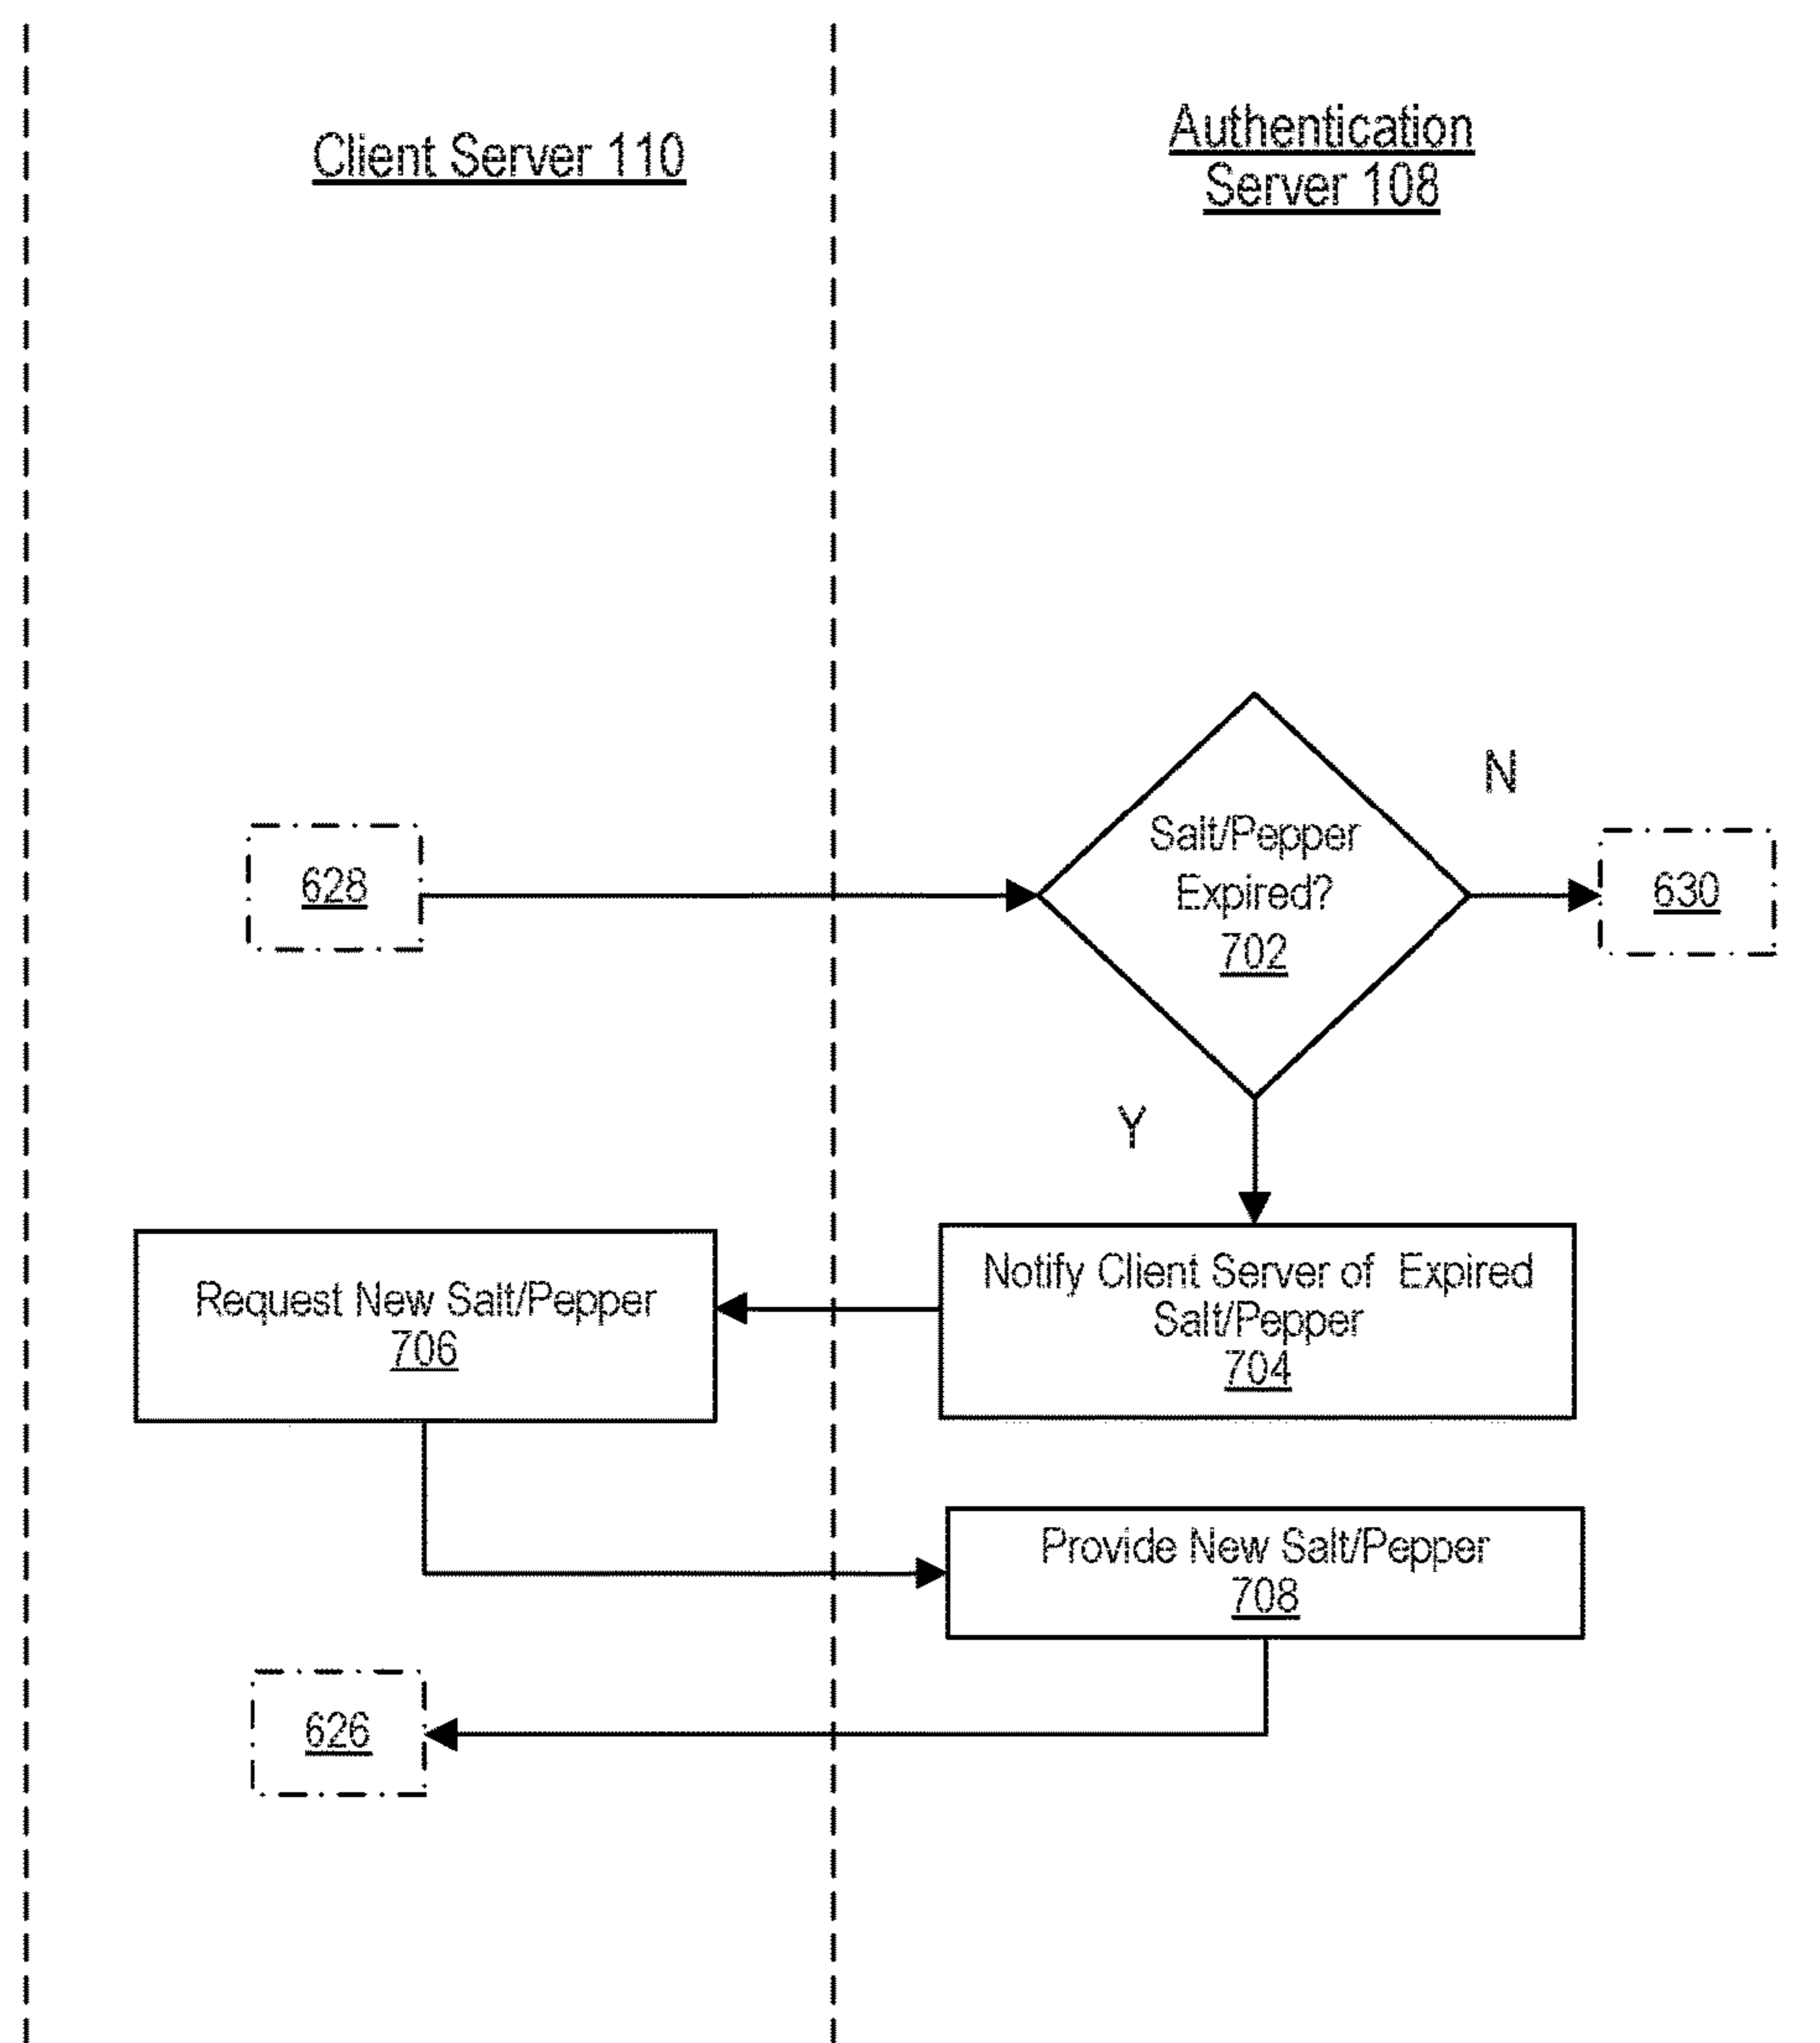 Client Server 110
Authentication
Server 108
N
Salt/Pepper
Expired?
702
628
630
Y
Notify Client Server of Expired
Salt/Pepper
704
Request New Salt/Pepper
706
Provide New Salt/Pepper
708
626